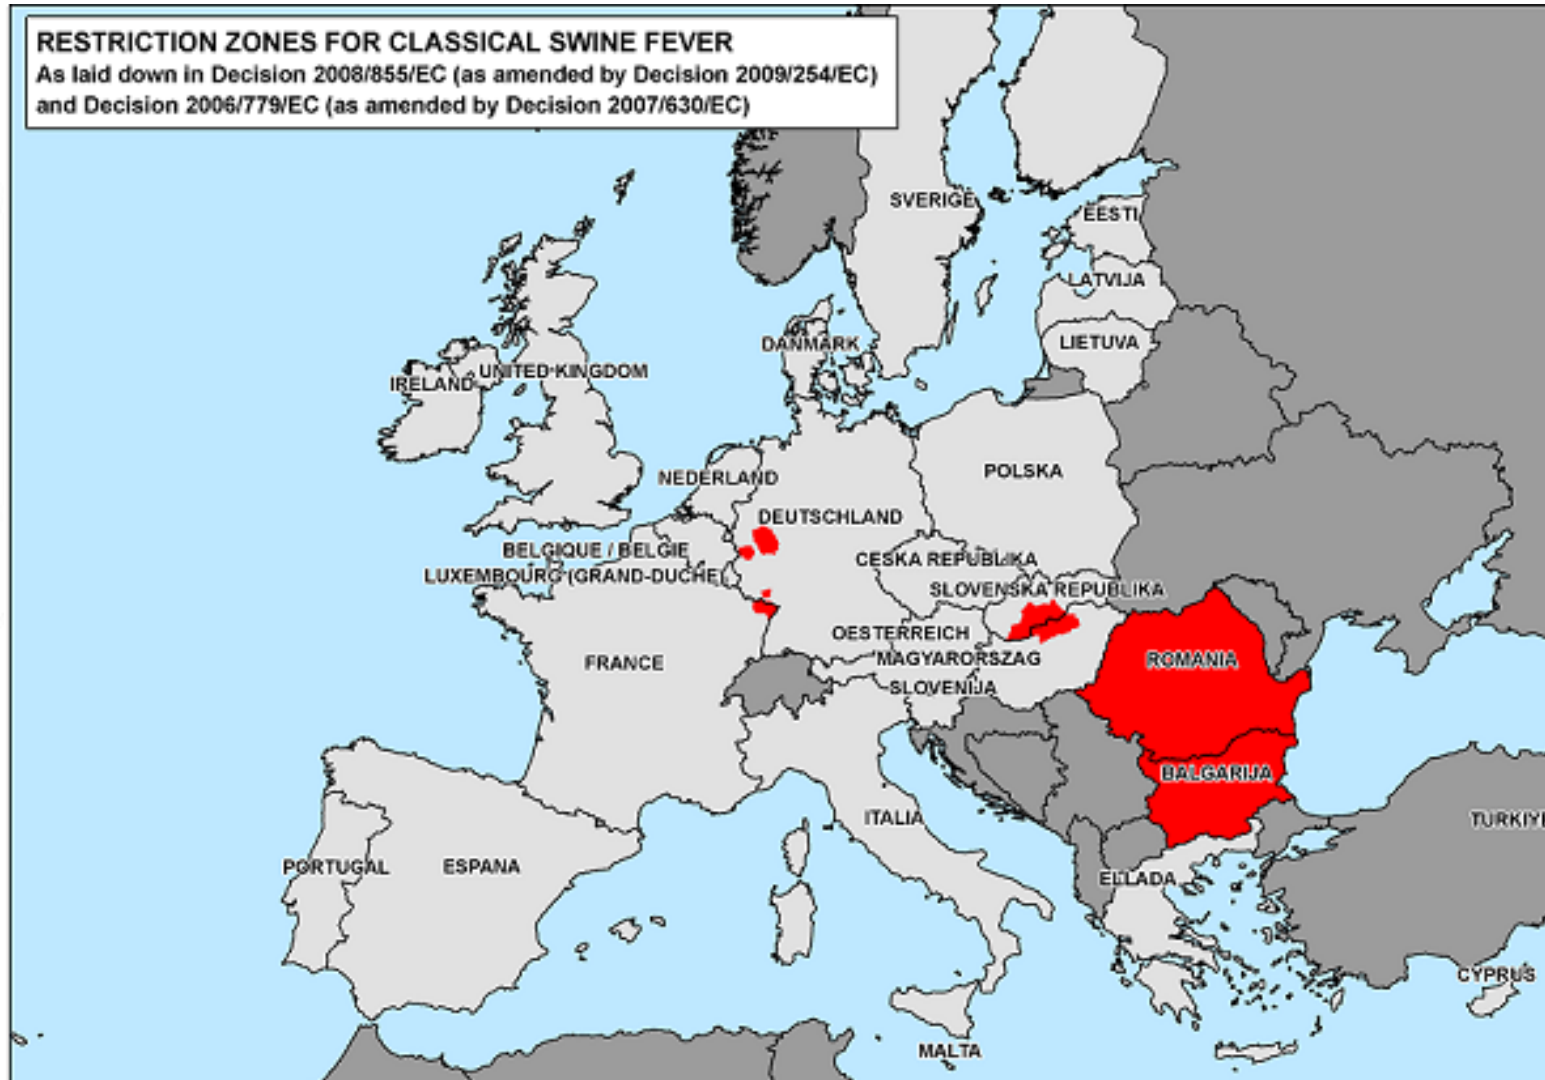 RESTRICTION ZONES FOR CLASSICAL SWINE FEVER
As laid down in Decision 2008/855/EC (as amended by Decision 2009/254/EC)
and Decision 2006/779/EC (as amended by Decision 2007/630/EC)
SVERIGE
EESTI
LATVIJA
LIETUVA
DANMARK
UNITED KINGDOM
IRELAND
POLSKA
NEDERLAND
DEUTSCHLAND
BELGIQUE / BELGIE
CESKA REPUBLIKA
LUXEMBOURG (GRAND-DUCHE)
SLOVENSKA REPUBLIKA
OESTERREICH
MAGYARORSZAG
FRANCE
ROMANIA
SLOVENIJA
BALGARIJA
ITALIA
TURKIYE
PORTUGAL
ESPANA
ELLADA
CYPRUS
MALTA